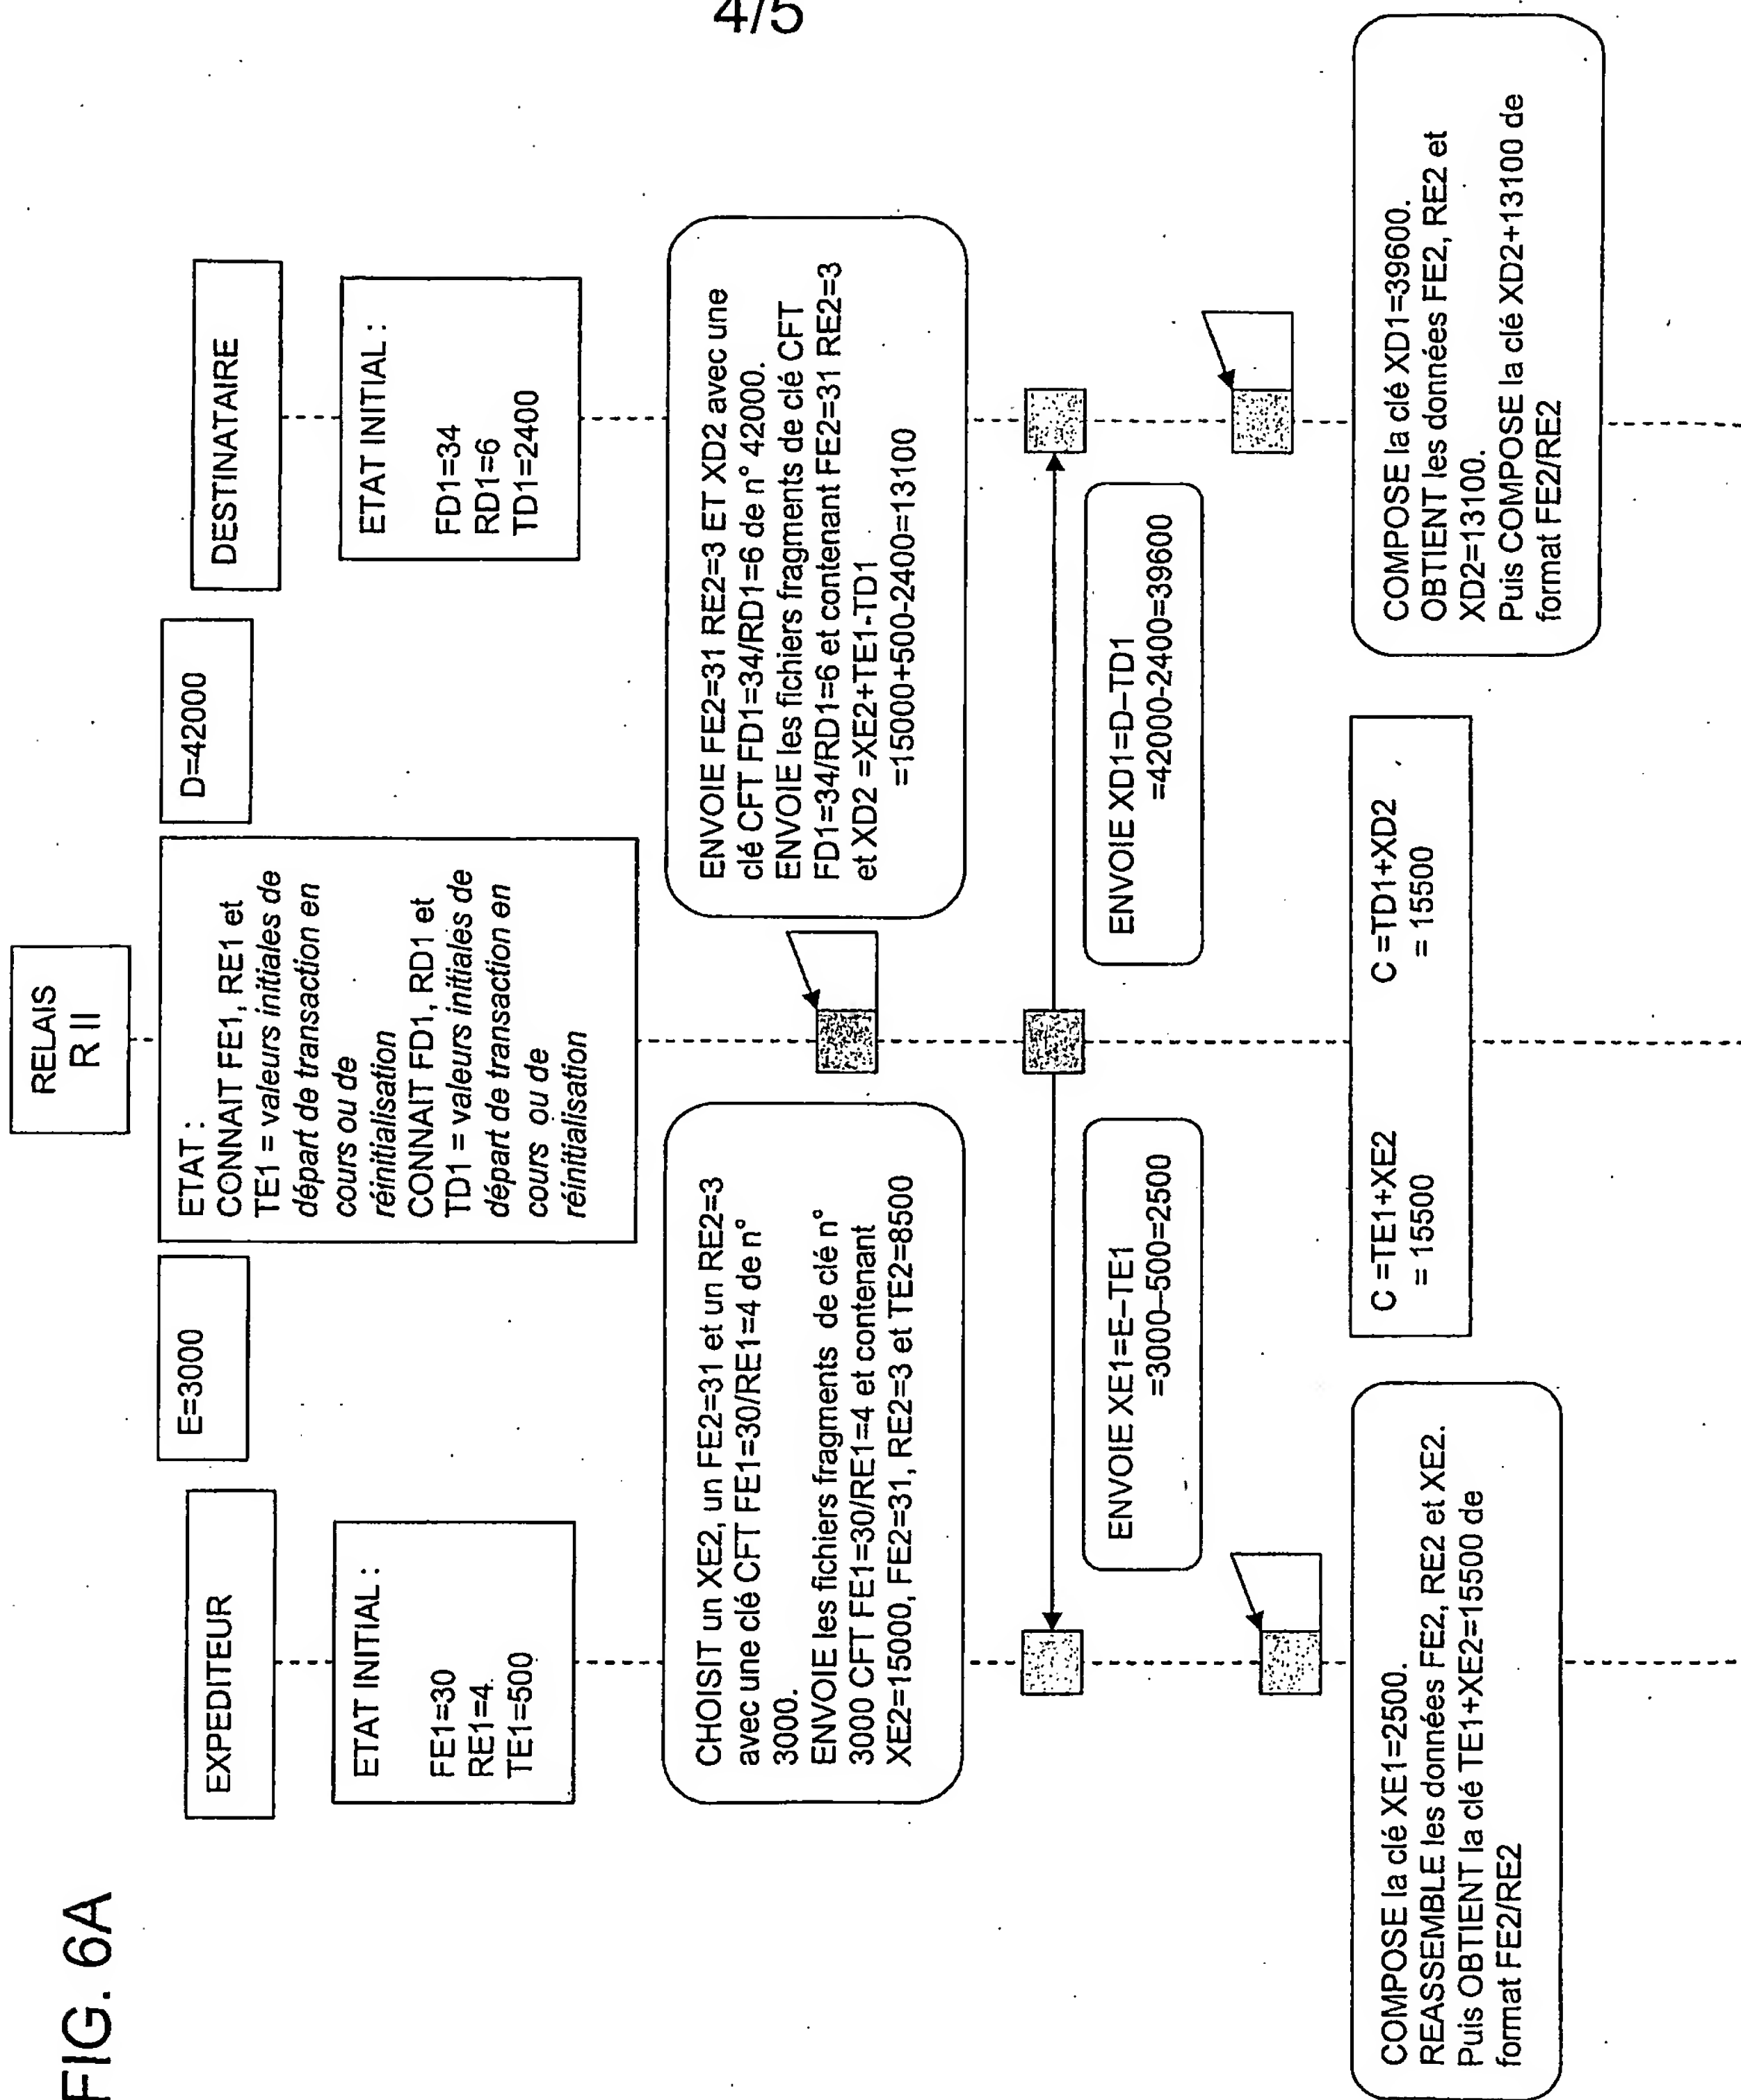 4/5
FIG. 6A
RELAIS
R II
EXPEDITEUR
E=3000
ETAT :
CONNAIT FE1, RE1 et
TE1 = valeurs initiales de
départ de transaction en
cours ou de
réinitialisation
CONNAIT FD1, RD1 et
TD1 = valeurs initiales de
départ de transaction en
cours ou de
réinitialisation
D=42000
DESTINATAIRE
ETAT INITIAL :
FE1=30
RE1=4
TE1=500
ETAT INITIAL :
FD1=34
RD1=6
TD1=2400
CHOISIT un XE2, un FE2=31 et un RE2=3
avec une clé CFT FE1=30/RE1=4 de n°
3000.
ENVOIE les fichiers fragments de clé n°
3000 CFT FE1=30/RE1=4 et contenant
XE2=15000, FE2=31, RE2=3 et TE2=8500
ENVOIE FE2=31 RE2=3 ET XD2 avec une
clé CFT FD1=34/RD1=6 de n° 42000.
ENVOIE les fichiers fragments de clé CFT
FD1=34/RD1=6 et contenant FE2=31 RE2=3
et XD2 =XE2+TE1-TD1
=15000+500-2400=13100
ENVOIE XE1=E–TE1
=3000–500=2500
ENVOIE XD1=D–TD1
=42000-2400=39600
COMPOSE la clé XE1=2500.
REASSEMBLE les données FE2, RE2 et XE2.
Puis OBTIENT la clé TE1+XE2=15500 de
format FE2/RE2
C =TE1+XE2
= 15500
C =TD1+XD2
= 15500
COMPOSE la clé XD1=39600.
OBTIENT les données FE2, RE2 et
XD2=13100.
Puis COMPOSE la clé XD2+13100 de
format FE2/RE2